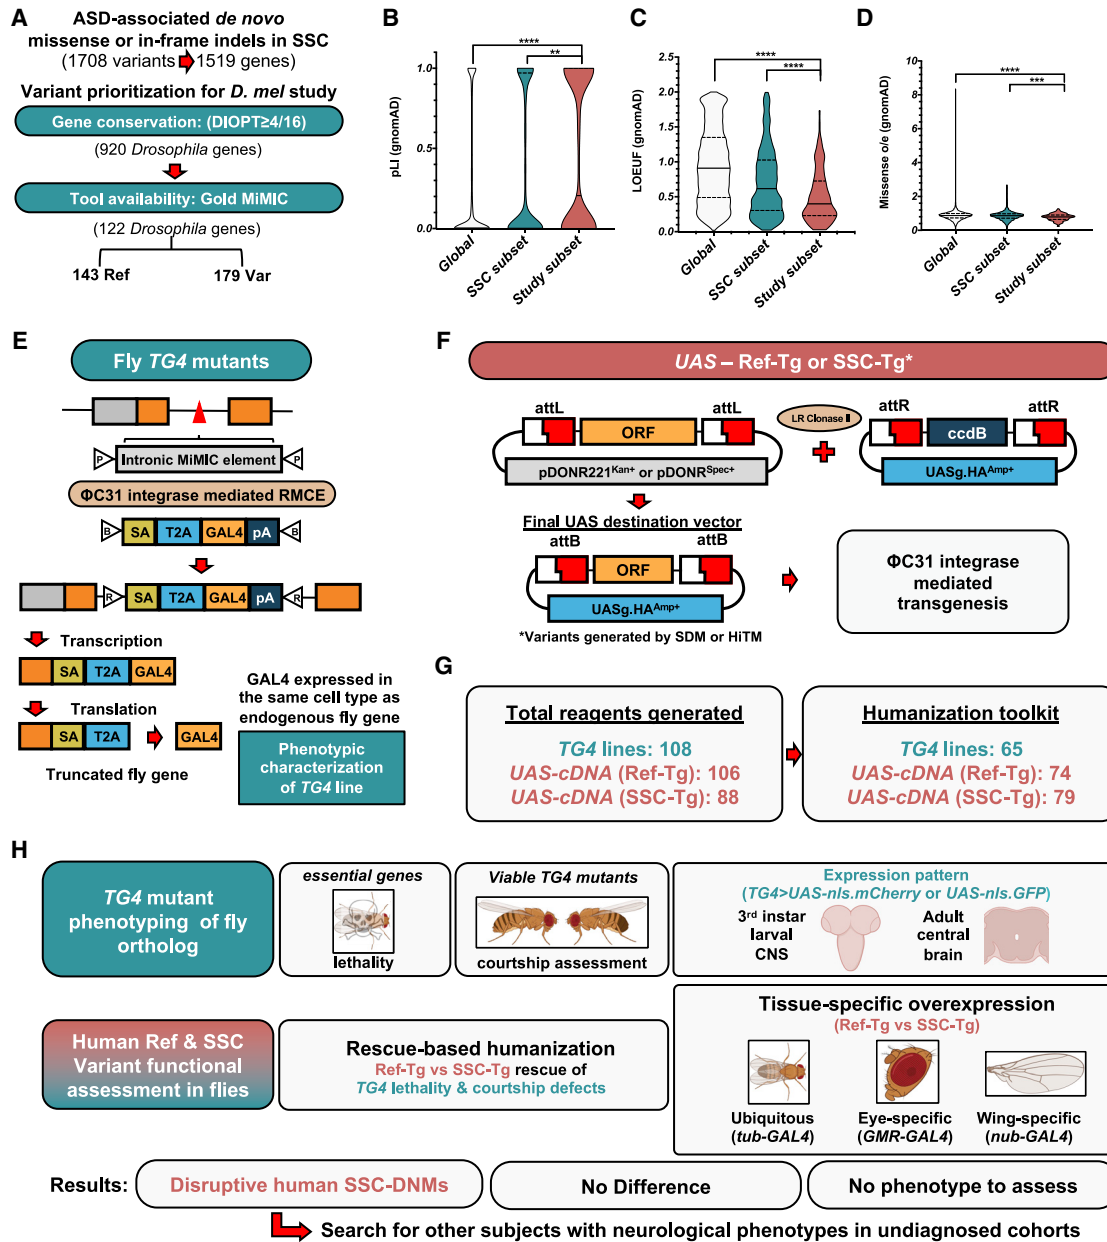 A
ASD-associated de novo
missense or in-frame indels in SSC
(1708 variants 1519 genes)
Variant prioritization for D. mel study
Gene conservation: (DIOPT≥4/16)
(920 Drosophila genes)
Tool availability: Gold MiMIC
(122 Drosophila genes)
143 Ref
179 Var
B
****
**
pLI (gnomAD)
1.0
0.5
0.0
Global
SSC subset
Study subset
C
****
****
LOEUF (gnomAD)
2.5
2.0
1.5
1.0
0.5
0.0
Global
SSC subset
Study subset
D
****
***
Missense o/e (gnomAD)
10
8
6
4
2
0
Global
SSC subset
Study subset
E
Fly TG4 mutants
P
Intronic MiMIC element
P
ΦC31 integrase mediated RMCE
B
SA
T2A
GAL4
pA
B
R
SA
T2A
GAL4
pA
R
Transcription
SA
T2A
GAL4
Translation
SA
T2A
GAL4
Truncated fly gene
GAL4 expressed in
the same cell type as
endogenous fly gene
Phenotypic
characterization
of TG4 line
F
UAS – Ref-Tg or SSC-Tg*
attL
attL
ORF
pDONR221Kan+ or pDONRSpec+
LR Clonase II
attR
attR
ccdB
UASg.HAAmp+
Final UAS destination vector
attB
attB
ORF
UASg.HAAmp+
*Variants generated by SDM or HiTM
ΦC31 integrase
mediated
transgenesis
G
Total reagents generated
TG4 lines: 108
UAS-cDNA (Ref-Tg): 106
UAS-cDNA (SSC-Tg): 88
Humanization toolkit
TG4 lines: 65
UAS-cDNA (Ref-Tg): 74
UAS-cDNA (SSC-Tg): 79
H
TG4 mutant
phenotyping of fly
ortholog
essential genes
lethality
Viable TG4 mutants
courtship assessment
Expression pattern
(TG4>UAS-nls.mCherry or UAS-nls.GFP)
3rd instar
larval
CNS
Adult
central
brain
Human Ref & SSC
Variant functional
assessment in flies
Rescue-based humanization
Ref-Tg vs SSC-Tg rescue of
TG4 lethality & courtship defects
Tissue-specific overexpression
(Ref-Tg vs SSC-Tg)
Ubiquitous
(tub-GAL4)
Eye-specific
(GMR-GAL4)
Wing-specific
(nub-GAL4)
Results:
Disruptive human SSC-DNMs
No Difference
No phenotype to assess
Search for other subjects with neurological phenotypes in undiagnosed cohorts